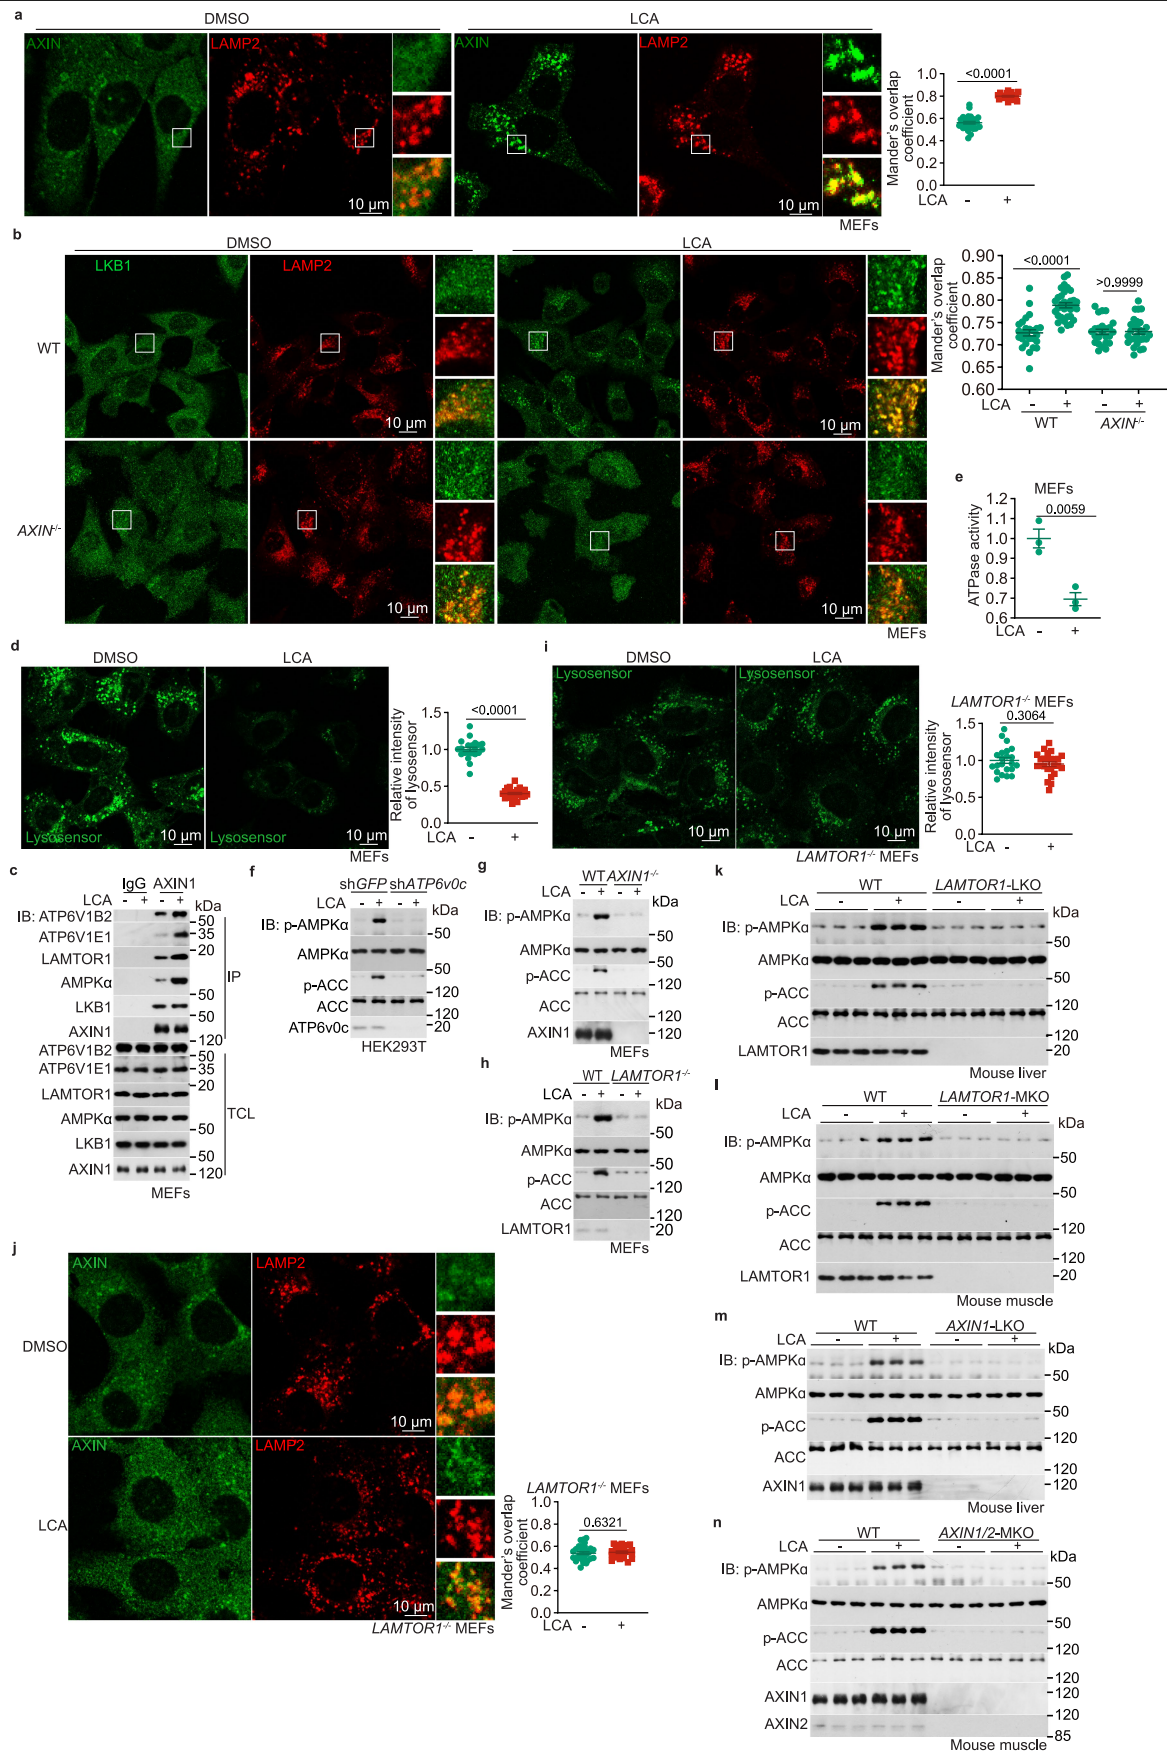 a
DMSO
LCA
AXIN
LAMP2
AXIN
LAMP2
10 µm
10 µm
MEFs
Mander's overlap
coefficient
1.0
0.8
0.6
0.4
0.2
0.0
<0.0001
LCA - +
b
DMSO
LCA
LKB1
LAMP2
WT
10 µm
10 µm
AXIN-/-
10 µm
10 µm
MEFs
Mander's overlap
coefficient
0.90
0.85
0.80
0.75
0.70
0.65
0.60
<0.0001
>0.9999
LCA - + - +
WT AXIN-/-
e
MEFs
ATPase activity
1.2
1.1
1.0
0.9
0.8
0.7
0.6
0.0059
LCA - +
d
DMSO
LCA
Lysosensor
10 µm
Lysosensor
10 µm
MEFs
Relative intensity
of lysosensor
1.5
1.0
0.5
0.0
<0.0001
LCA - +
i
DMSO
LCA
Lysosensor
Lysosensor
10 µm
10 µm
LAMTOR1-/- MEFs
LAMTOR1-/- MEFs
Relative intensity
of lysosensor
1.5
1.0
0.5
0.0
0.3064
LCA - +
c
IgG AXIN1
LCA - + - + kDa
IB: ATP6V1B2
50
ATP6V1E1
35
20
LAMTOR1
AMPKα
50
LKB1
50
AXIN1
120
IP
ATP6V1B2
50
ATP6V1E1
35
20
LAMTOR1
AMPKα
50
LKB1
50
AXIN1
120
TCL
MEFs
f
shGFP shATP6v0c
LCA - + - + kDa
IB: p-AMPKα
50
AMPKα
50
p-ACC
120
ACC
120
ATP6v0c
20
HEK293T
g
WT AXIN1-/-
LCA - + - + kDa
IB: p-AMPKα
50
AMPKα
50
p-ACC
120
ACC
120
AXIN1
120
MEFs
h
WT LAMTOR1-/-
LCA - + - + kDa
IB: p-AMPKα
50
AMPKα
50
p-ACC
120
ACC
120
LAMTOR1
20
MEFs
k
WT LAMTOR1-LKO
LCA - + - + kDa
IB: p-AMPKα
50
AMPKα
50
p-ACC
120
ACC
120
LAMTOR1
20
Mouse liver
l
WT LAMTOR1-MKO
LCA - + - + kDa
IB: p-AMPKα
50
AMPKα
50
p-ACC
120
ACC
120
LAMTOR1
20
Mouse muscle
j
AXIN
LAMP2
DMSO
10 µm
AXIN
LAMP2
LCA
10 µm
LAMTOR1-/- MEFs
LAMTOR1-/- MEFs
Mander's overlap
coefficient
1.0
0.8
0.6
0.4
0.2
0.0
0.6321
LCA - +
m
WT AXIN1-LKO
LCA - + - + kDa
IB: p-AMPKα
50
AMPKα
50
p-ACC
120
ACC
120
AXIN1
120
Mouse liver
n
WT AXIN1/2-MKO
LCA - + - + kDa
IB: p-AMPKα
50
AMPKα
50
p-ACC
120
ACC
120
AXIN1
120
AXIN2
85
Mouse muscle